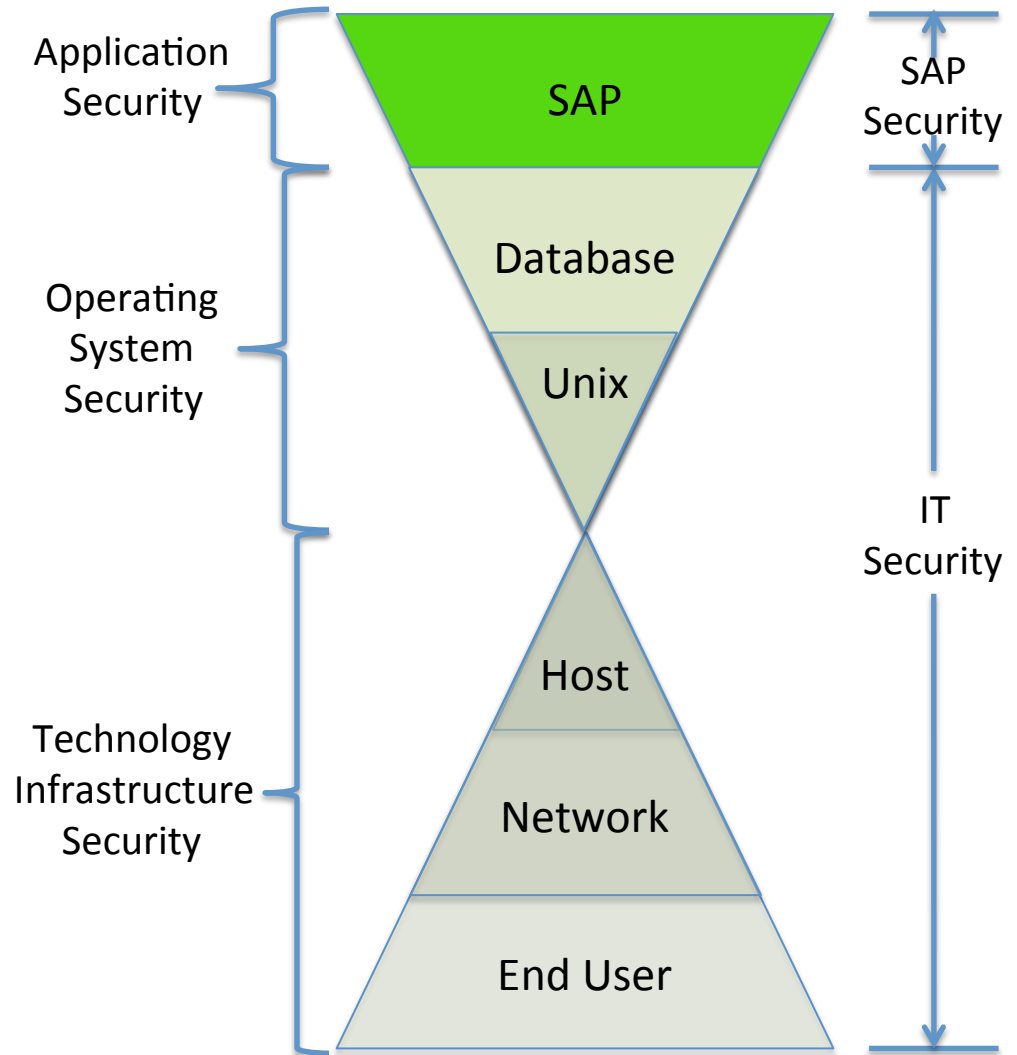 Application
Security
SAP
SAP
Security
Database
Operating
System
Security
Unix
IT
Security
Host
Technology
Infrastructure
Security
Network
End User